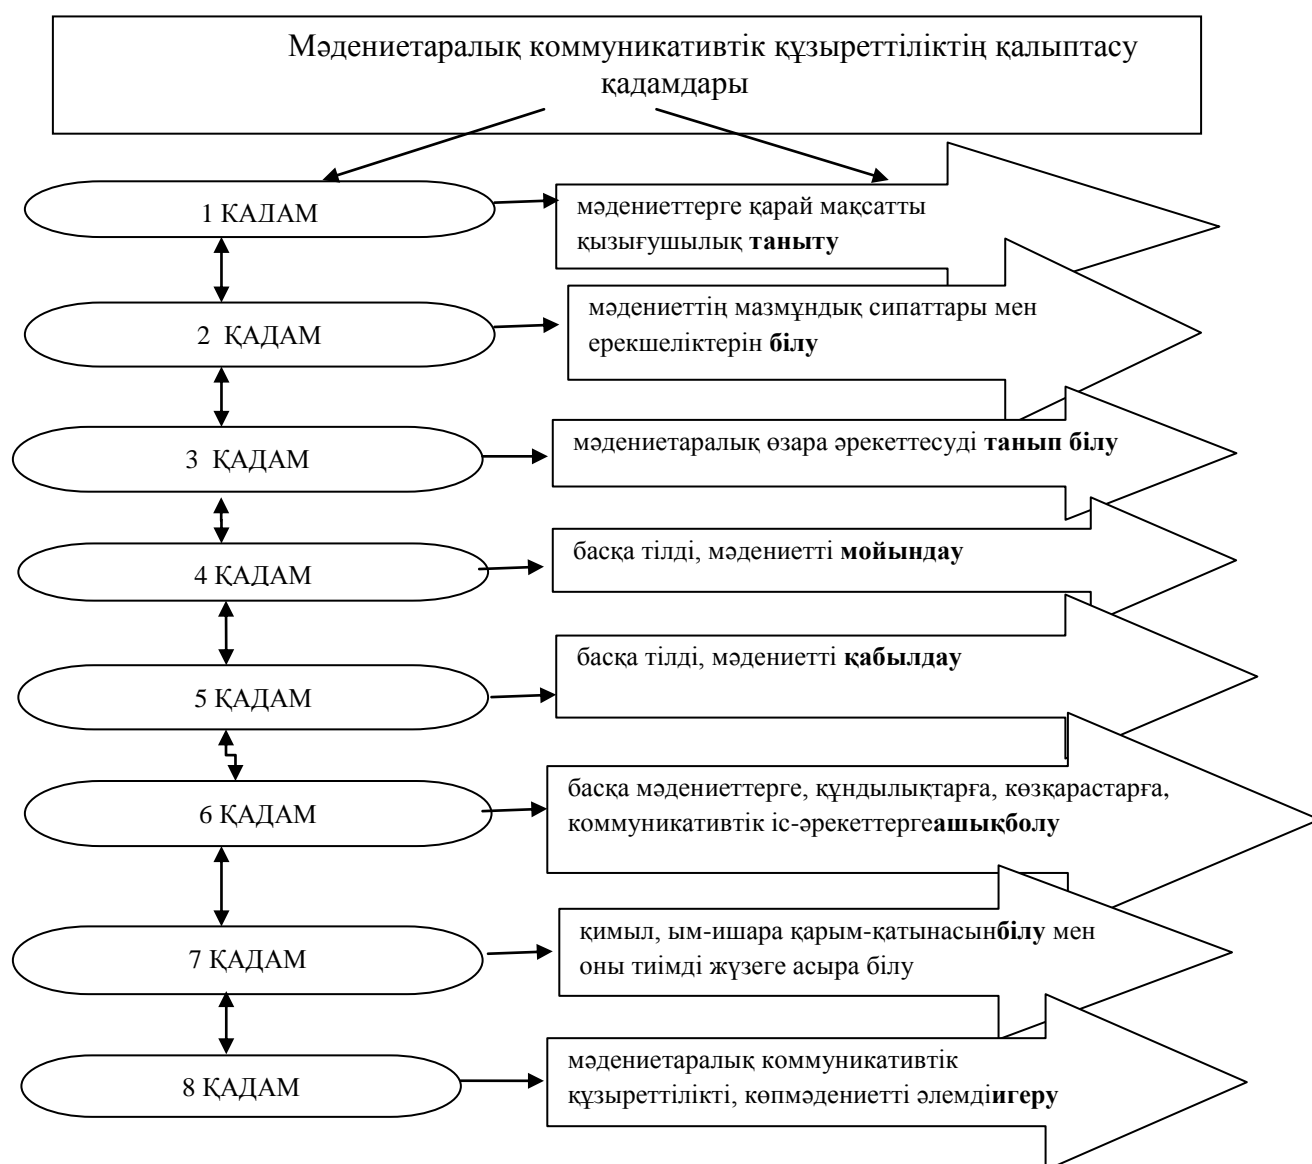 Мәдениетаралық коммуникативтік құзыреттіліктің қалыптасу
қадамдары
1 ҚАДАМ
мәдениеттерге қарай мақсатты
қызығушылық таныту
2 ҚАДАМ
мәдениеттің мазмұндық сипаттары мен
ерекшеліктерін білу
3 ҚАДАМ
мәдениетаралық өзара әрекеттесуді танып білу
4 ҚАДАМ
басқа тілді, мәдениетті мойындау
5 ҚАДАМ
басқа тілді, мәдениетті қабылдау
6 ҚАДАМ
басқа мәдениеттерге, құндылықтарға, көзқарастарға,
коммуникативтік іс-әрекеттергеашықболу
7 ҚАДАМ
қимыл, ым-ишара қарым-қатынасынбілу мен
оны тиімді жүзеге асыра білу
8 ҚАДАМ
мәдениетаралық коммуникативтік
құзыреттілікті, көпмәдениетті әлемдіигеру